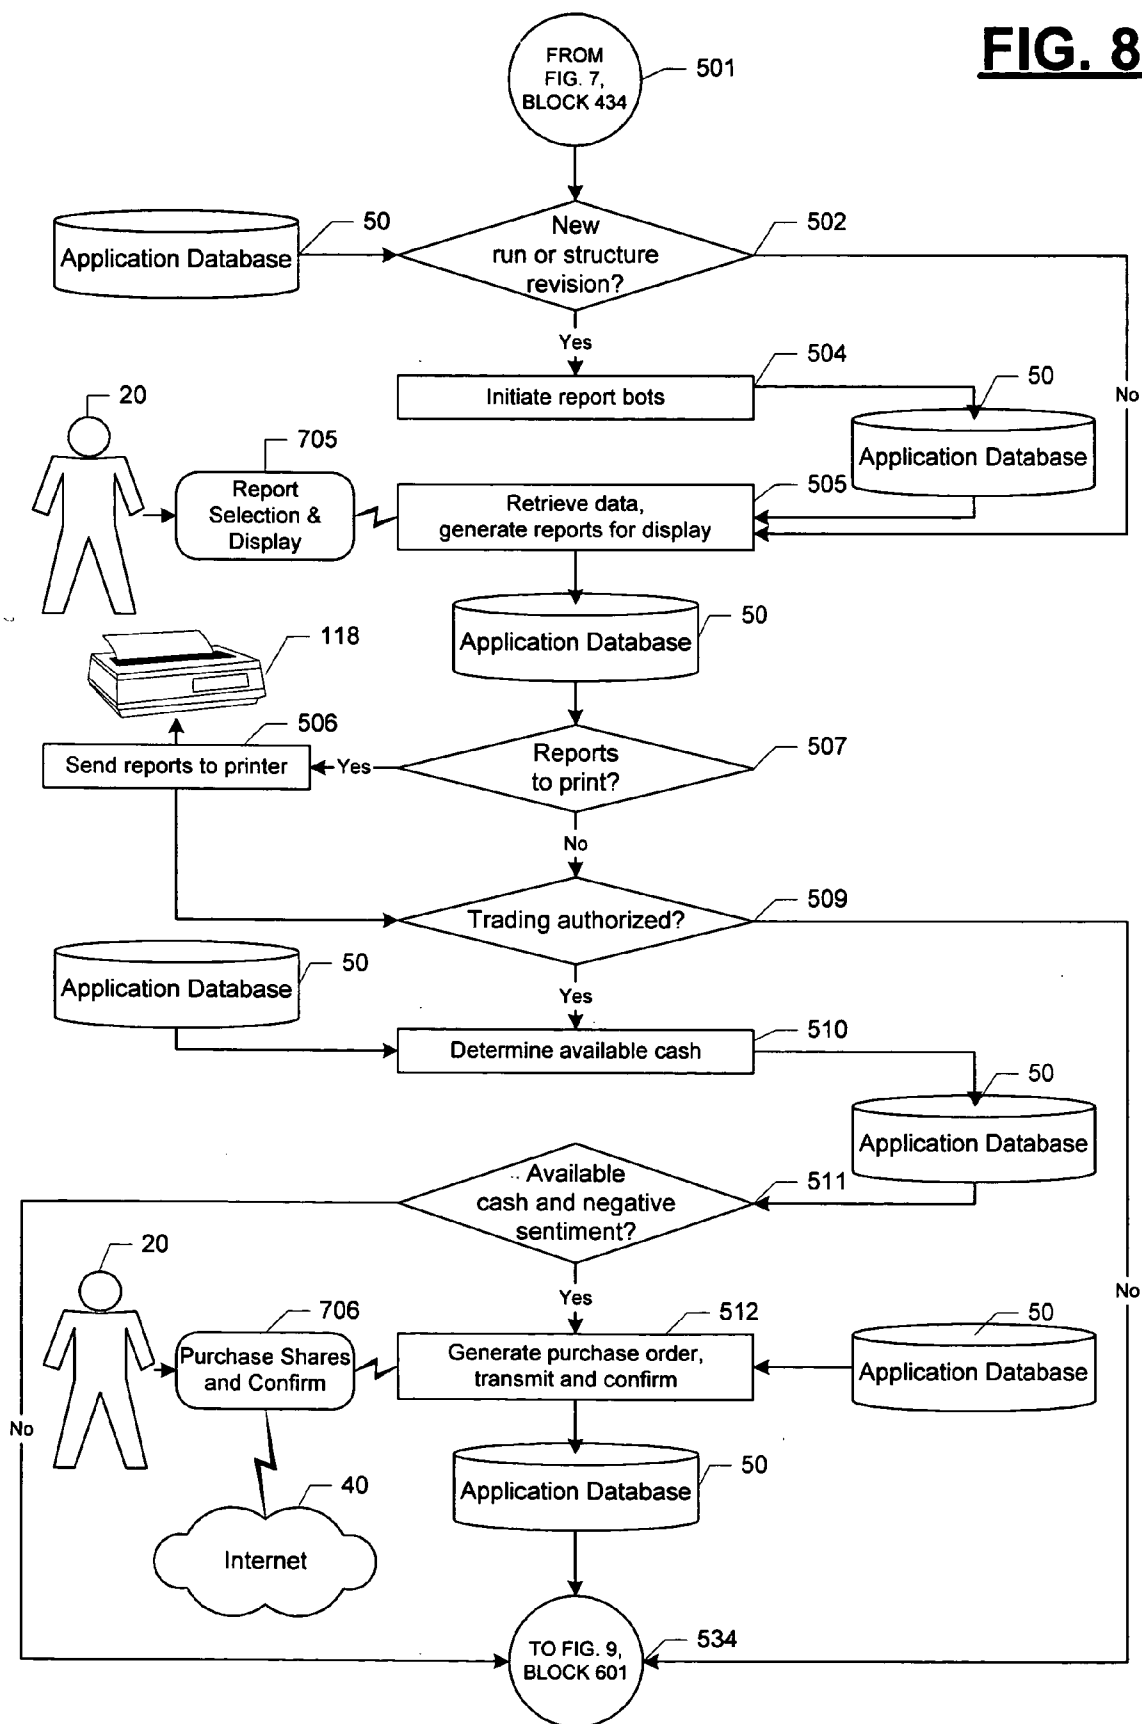 FIG. 8
FROM
FIG. 7,
BLOCK 434
501
50
Application Database
New
run or structure
revision?
502
Yes
504
Initiate report bots
50
No
Application Database
20
705
Report
Selection &
Display
505
Retrieve data,
generate reports for display
50
Application Database
118
506
Send reports to printer
Yes
Reports
to print?
507
No
509
Trading authorized?
50
Application Database
Yes
510
Determine available cash
50
Application Database
Available
cash and negative
sentiment?
511
20
Yes
No
706
Purchase Shares
and Confirm
512
Generate purchase order,
transmit and confirm
50
Application Database
No
50
Application Database
40
Internet
TO FIG. 9,
BLOCK 601
534